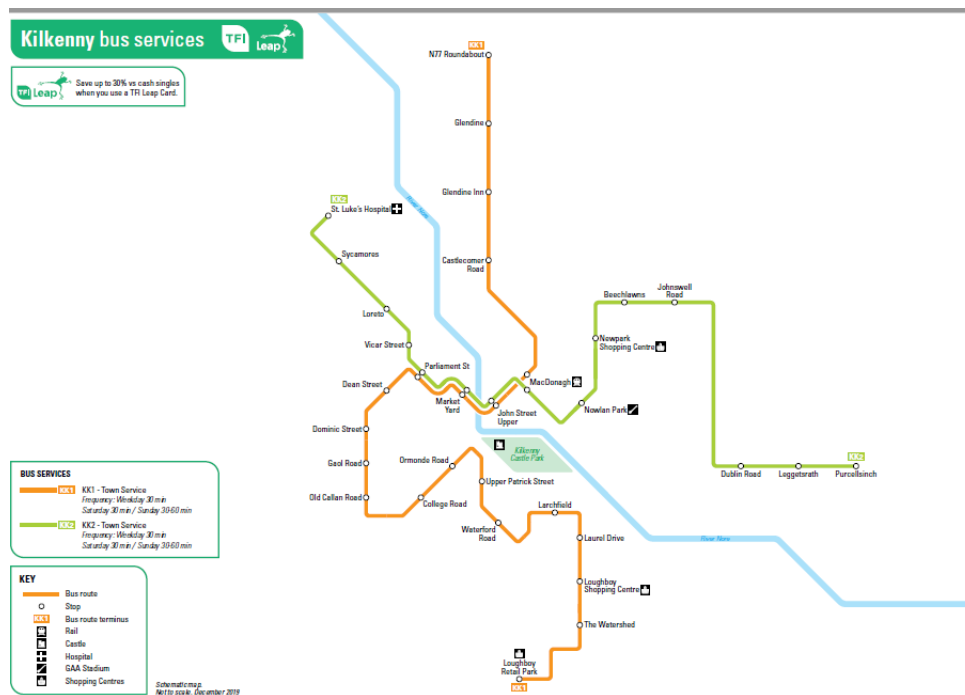 Kilkenny bus services
TFI
Leap
TFI Leap
Save up to 30% vs cash singles
when you use a TFI Leap Card.
KK1
N77 Roundabout
Glendine
Glendine Inn
Castlecomer
Road
River Nore
KK2
St. Luke's Hospital
Sycamores
Loreto
Vicar Street
Parliament St
Dean Street
Market
Yard
John Street
Upper
MacDonagh
Nowlan Park
Newpark
Shopping Centre
Beechlawns
Johnswell
Road
Dublin Road
Leggetsrath
KK2
Purcellsinch
Dominic Street
Gaol Road
Old Callan Road
College Road
Ormonde Road
Kilkenny
Castle Park
Upper Patrick Street
Waterford
Road
Larchfield
Laurel Drive
River Nore
Loughboy
Shopping Centre
The Watershed
Loughboy
Retail Park
KK1
BUS SERVICES
KK1 KK1 - Town Service
Frequency: Weekday 30 min
Saturday 30 min / Sunday 30-60 min
KK2 KK2 - Town Service
Frequency: Weekday 30 min
Saturday 30 min / Sunday 30-60 min
KEY
Bus route
Stop
KK1 Bus route terminus
Rail
Castle
Hospital
GAA Stadium
Shopping Centres
Schematic map.
Not to scale. December 2019